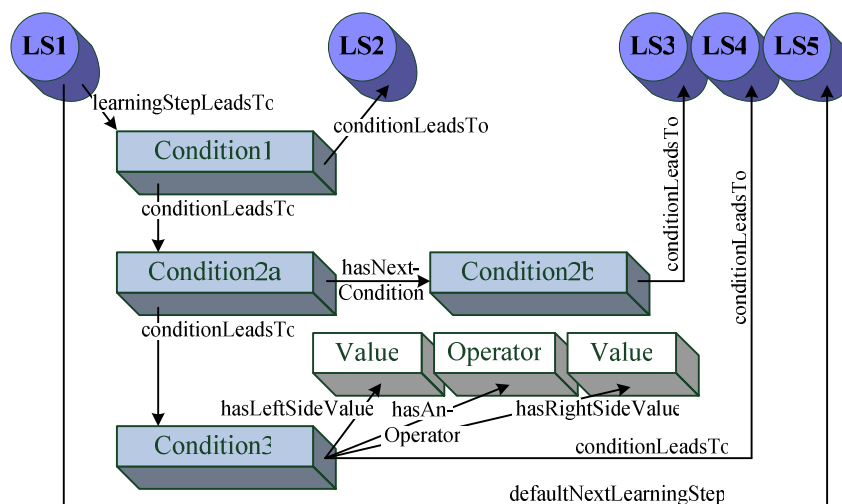 LS1
LS2
LS3
LS4
LS5
learningStepLeadsTo
conditionLeadsTo
Condition1
conditionLeadsTo
conditionLeadsTo
conditionLeadsTo
Condition2a
hasNext-
Condition
Condition2b
conditionLeadsTo
Value
Operator
Value
hasLeftSideValue
hasAn-
Operator
hasRightSideValue
Condition3
conditionLeadsTo
defaultNextLearningStep